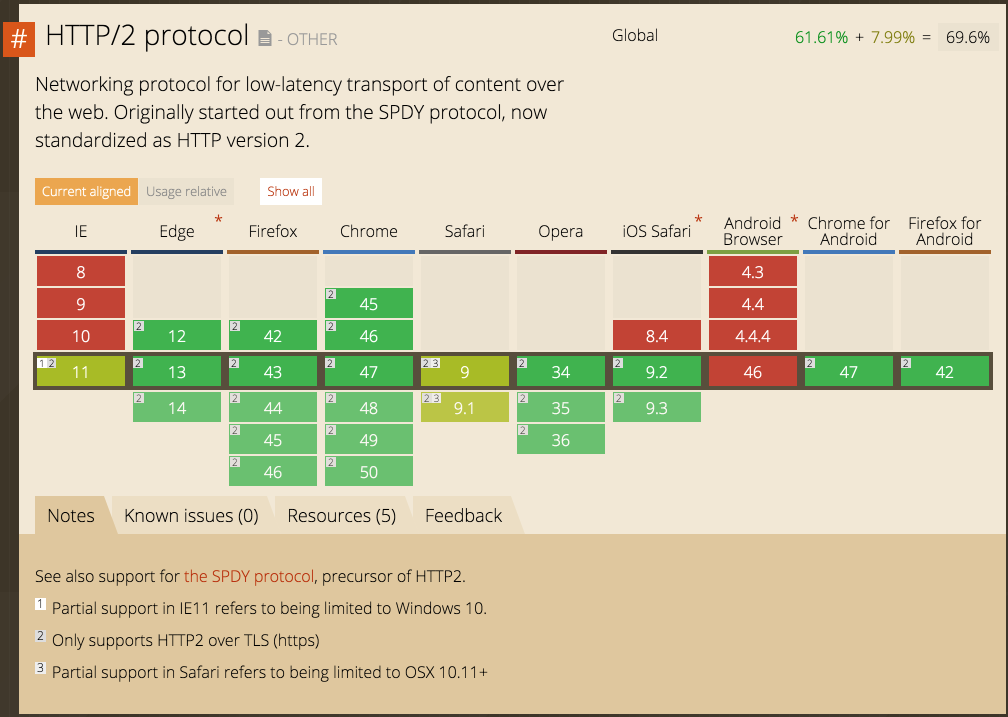 # HTTP/2 protocol - OTHER
Global 61.61% + 7.99% = 69.6%
Networking protocol for low-latency transport of content over
the web. Originally started out from the SPDY protocol, now
standardized as HTTP version 2.
Current aligned Usage relative Show all
IE Edge * Firefox Chrome Safari Opera iOS Safari * Android Browser * Chrome for Android Firefox for Android
8 4.3
9 2 45 4.4
10 2 12 2 42 2 46 8.4 4.4.4
1 2 11 2 13 2 43 2 47 2 3 9 2 34 2 9.2 46 2 47 2 42
2 14 2 44 2 48 2 3 9.1 2 35 2 9.3
2 45 2 49 2 36
2 46 2 50
Notes Known issues (0) Resources (5) Feedback
See also support for the SPDY protocol, precursor of HTTP2.
1 Partial support in IE11 refers to being limited to Windows 10.
2 Only supports HTTP2 over TLS (https)
3 Partial support in Safari refers to being limited to OSX 10.11+